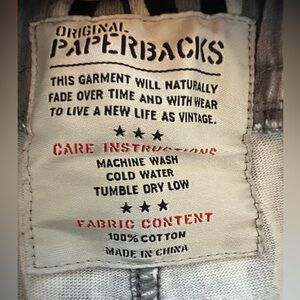 ORIGINAL
PAPERBACKS
THIS GARMENT WILL NATURALLY
FADE OVER TIME AND WITH WEAR
TO LIVE A NEW LIFE AS VINTAGE.
★ ★ ★
CARE INSTRUCTIONS
MACHINE WASH
COLD WATER
TUMBLE DRY LOW
★ ★ ★
FABRIC CONTENT
100% COTTON
MADE IN CHINA